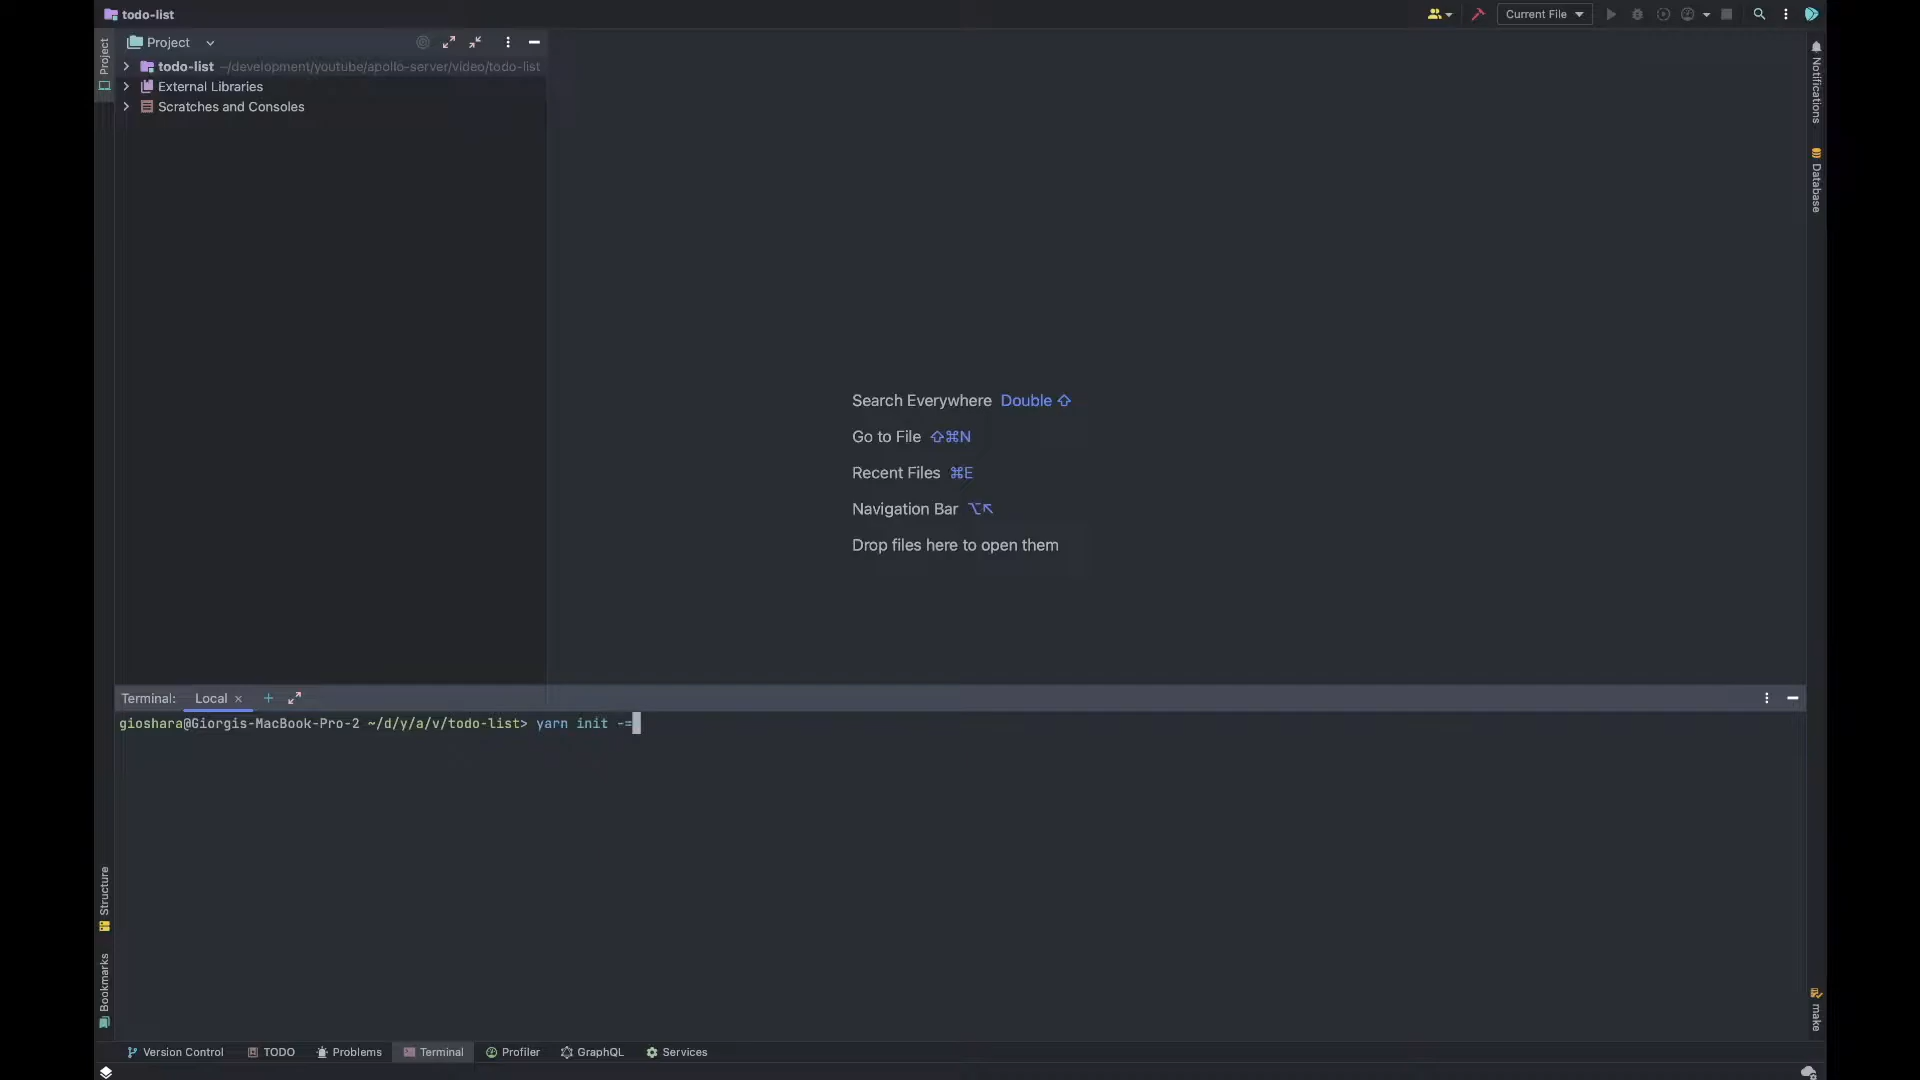 todo-list
Current File
Project
Project
todo-list ~/development/youtube/apollo-server/video/todo-list
External Libraries
Scratches and Consoles
Notifications
Database
Search Everywhere Double ⇧
Go to File ⇧⌘N
Recent Files ⌘E
Navigation Bar ⌥↖
Drop files here to open them
Terminal: Local × +
gioshara@Giorgis-MacBook-Pro-2 ~/d/y/a/v/todo-list> yarn init -=
Structure
Bookmarks
make
Version Control TODO Problems Terminal Profiler GraphQL Services